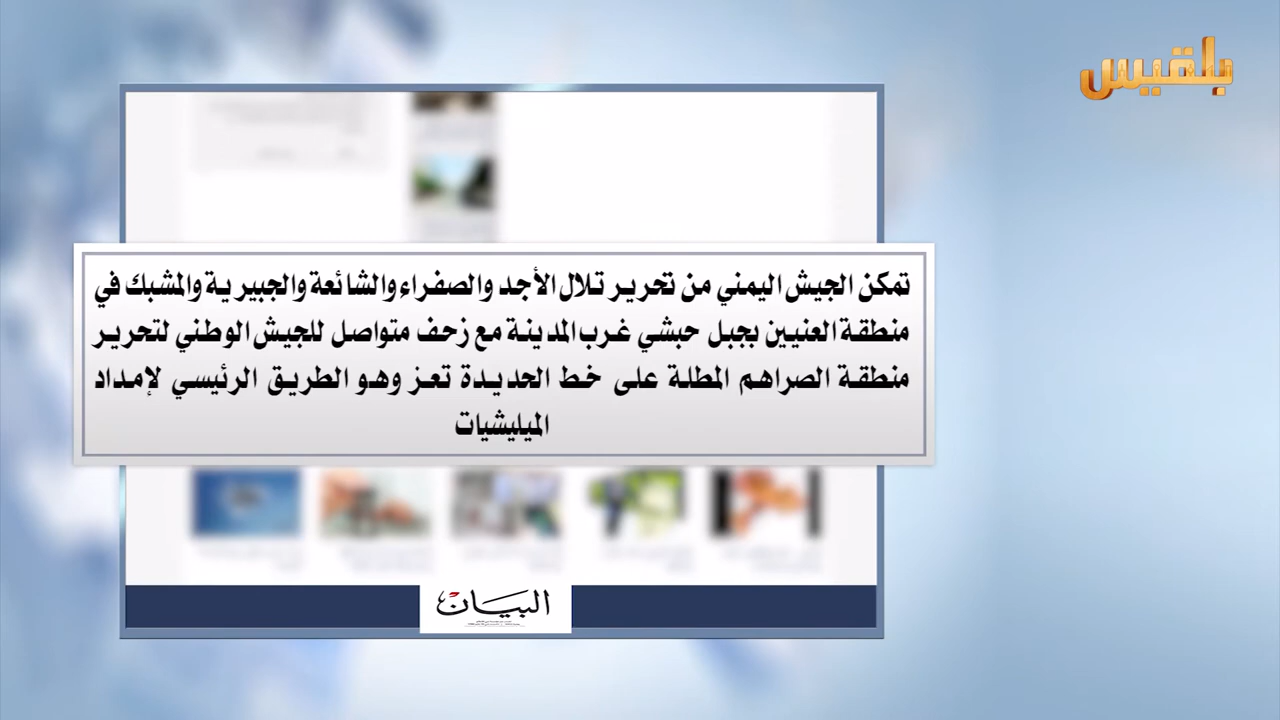 بلقيس
تمكن الجيش اليمني من تحرير تلال الأجد والصفراء والشائعة والجبيرية والمشبك في
منطقة العنيين بجبل حبشي غرب المدينة مع زحف متواصل للجيش الوطني لتحرير
منطقة الصراهم المطلة على خط الحديدة تعز وهو الطريق الرئيسي لإمداد
الميليشيات
البيان